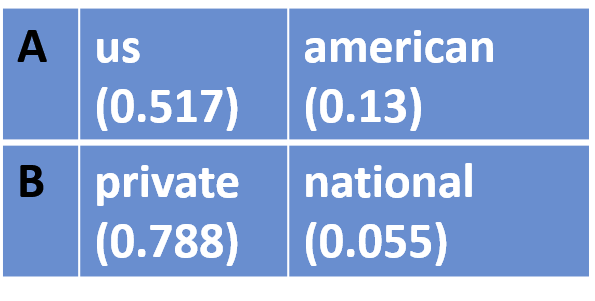 A us american
(0.517) (0.13)
B private national
(0.788) (0.055)